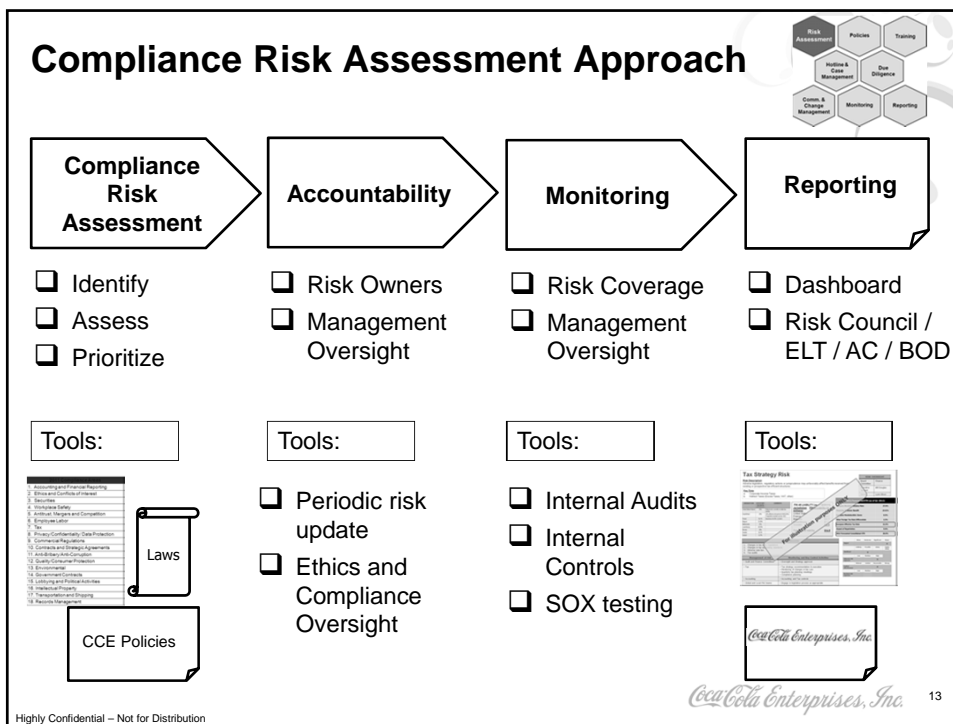 Compliance Risk Assessment Approach
Risk
Assessment
Policies
Training
Hotline &
Case
Management
Due
Diligence
Comm. &
Change
Management
Monitoring
Reporting
Compliance
Risk
Assessment
Accountability
Monitoring
Reporting
Identify
Assess
Prioritize
Risk Owners
Management
Oversight
Risk Coverage
Management
Oversight
Dashboard
Risk Council /
ELT / AC / BOD
Tools:
Tools:
Tools:
Tools:
1. Accounting and Financial Reporting
2. Ethics and Conflicts of Interest
3. Securities
4. Workplace Safety
5. Antitrust, Mergers and Competition
6. Employee Labor
7. Tax
8. Privacy/Confidentiality/Data Protection
9. Commercial Regulations
10. Contracts and Strategic Agreements
11. Anti-Bribery/Anti-Corruption
12. Quality/Consumer Protection
13. Environmental
14. Government Contracts
15. Lobbying and Political Activities
16. Intellectual Property
17. Transportation and Shipping
18. Records Management
Laws
CCE Policies
Periodic risk
update
Ethics and
Compliance
Oversight
Internal Audits
Internal
Controls
SOX testing
Tax Strategy Risk
For illustration purposes only
Coca-Cola Enterprises, Inc.
Coca-Cola Enterprises, Inc.
13
Highly Confidential – Not for Distribution